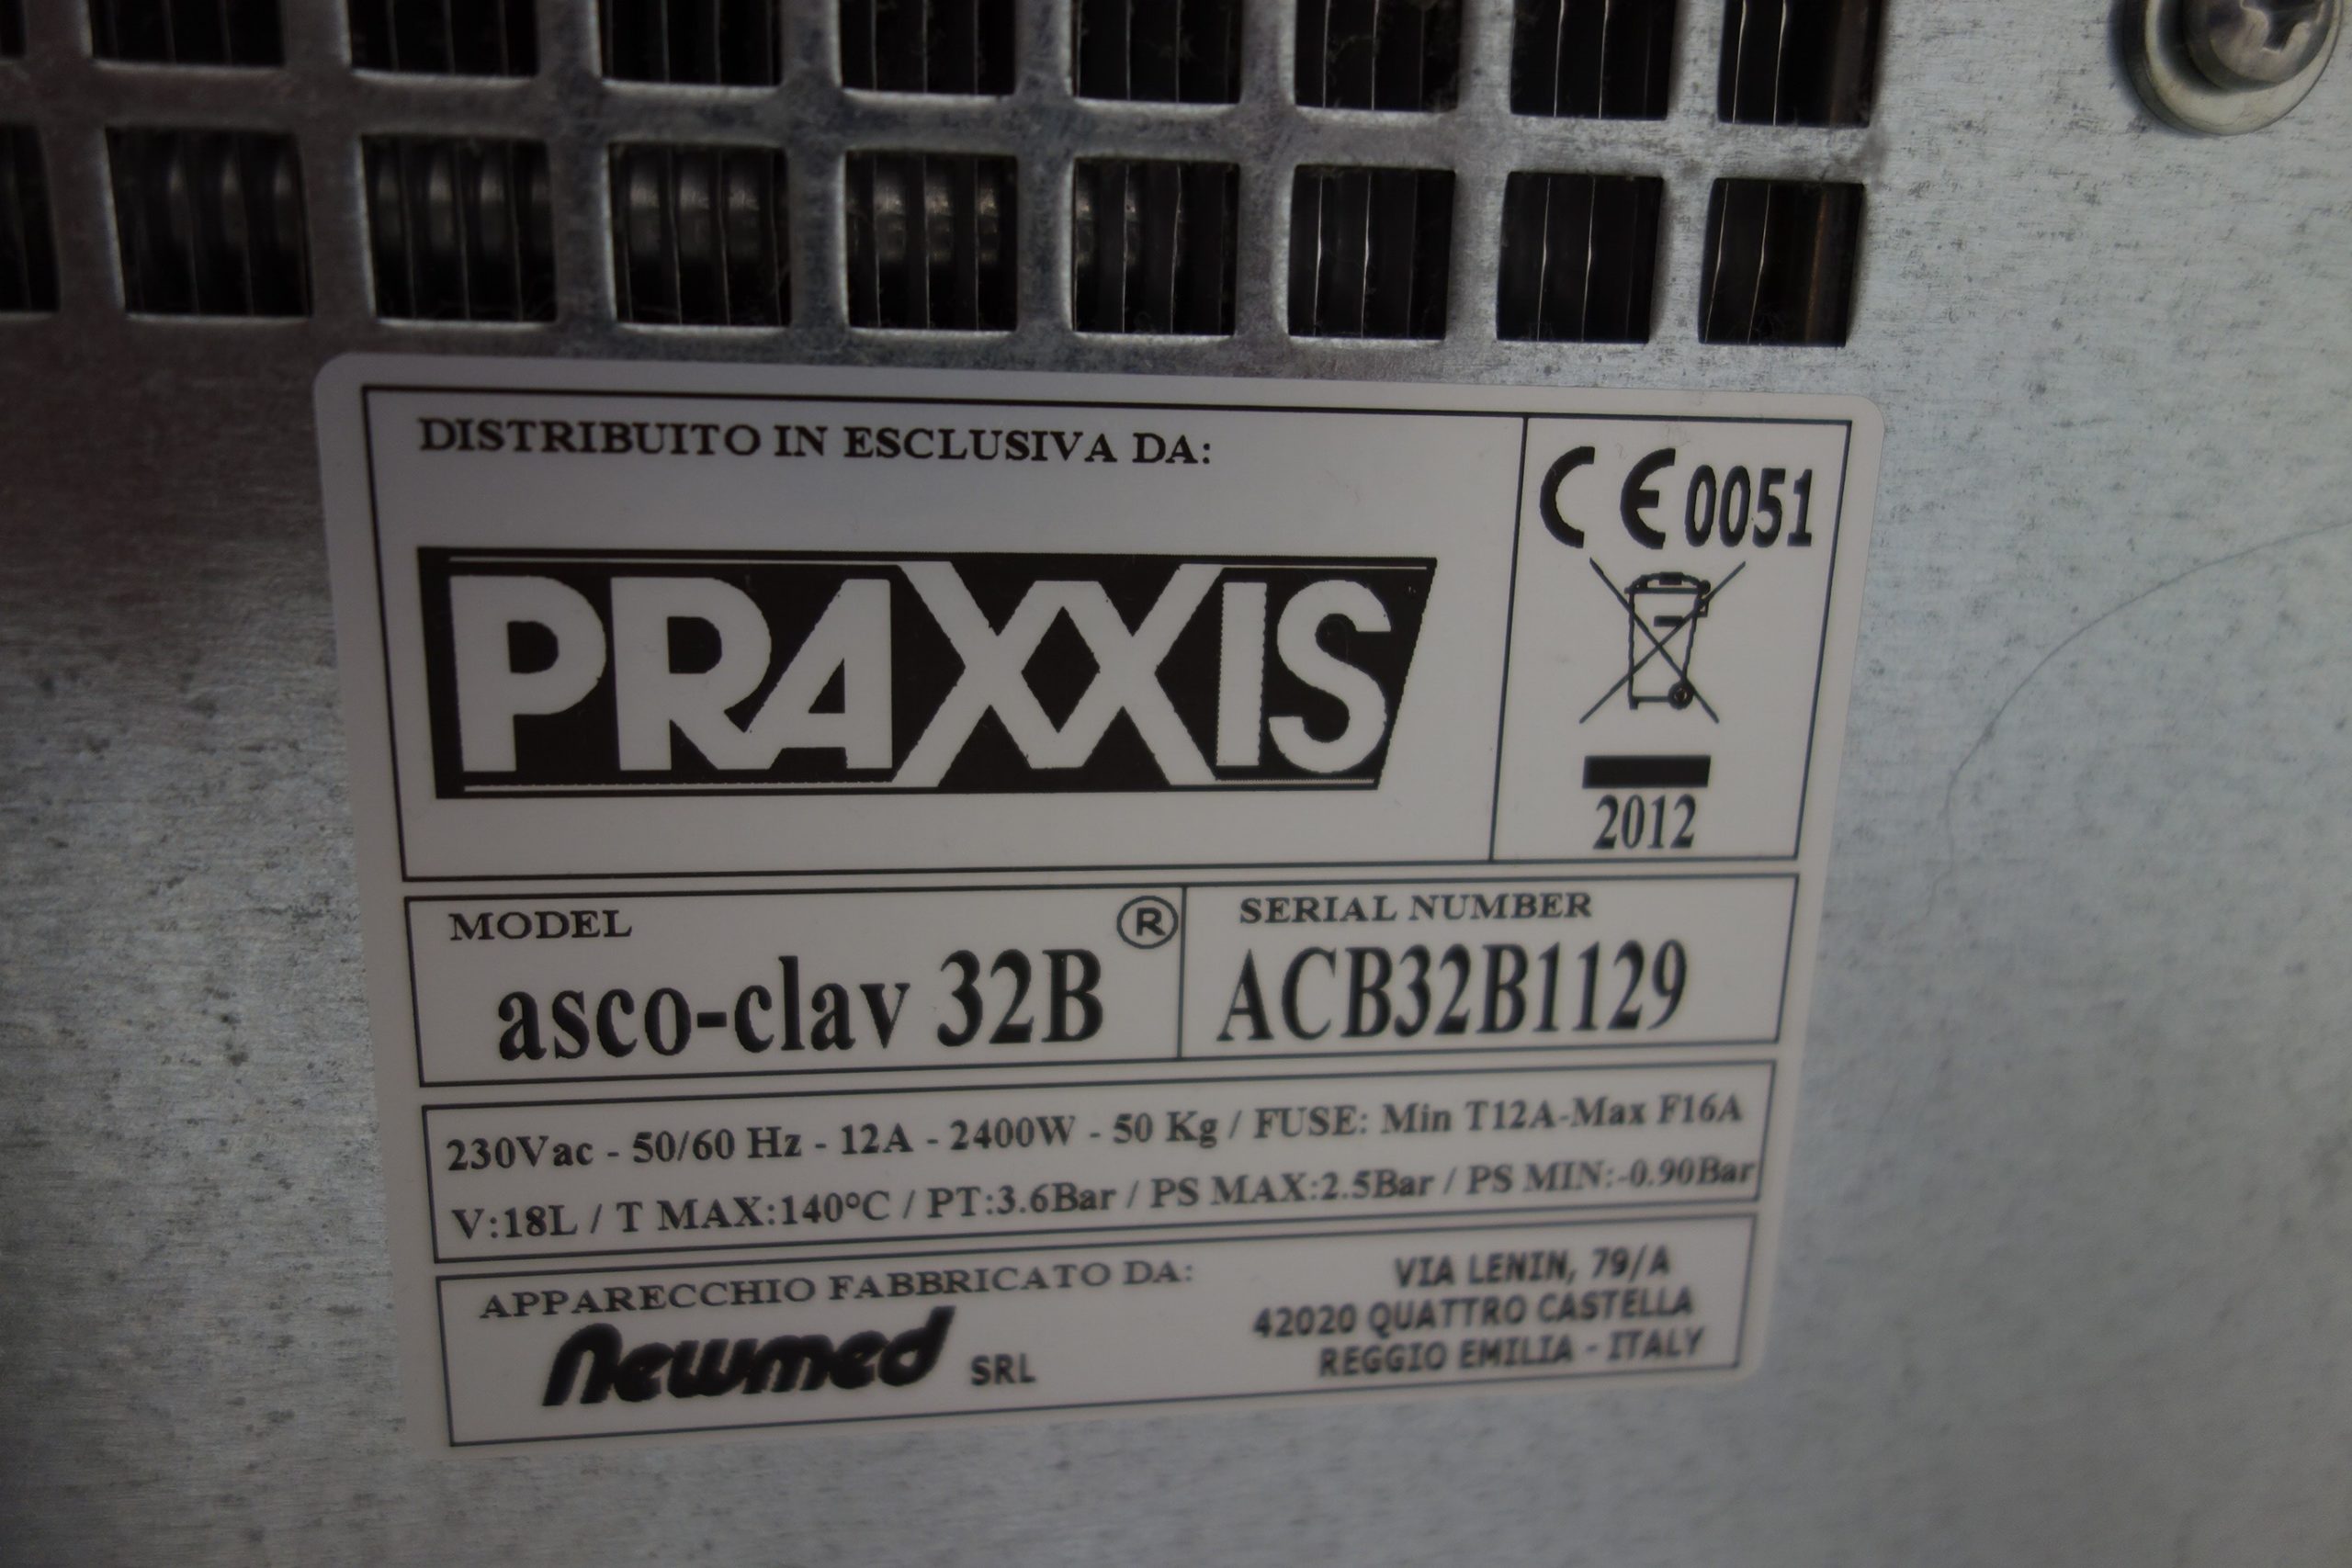 DISTRIBUITO IN ESCLUSIVA DA:
PRAXXIS
CE 0051
2012
MODEL
asco-clav 32B ®
SERIAL NUMBER
ACB32B1129
230Vac - 50/60 Hz - 12A - 2400W - 50 Kg / FUSE: Min T12A-Max F16A
V:18L / T MAX:140°C / PT:3.6Bar / PS MAX:2.5Bar / PS MIN:-0.90Bar
APPARECCHIO FABBRICATO DA:
newmed SRL
VIA LENIN, 79/A
42020 QUATTRO CASTELLA
REGGIO EMILIA - ITALY